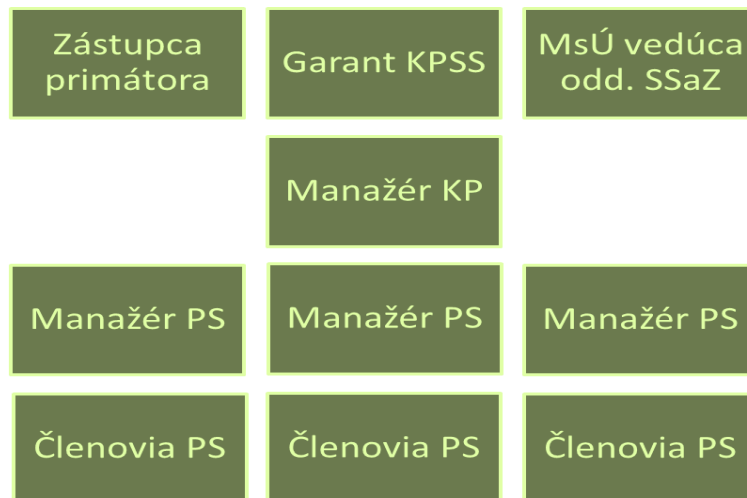 Zástupca
primátora
Garant KPSS
MsÚ vedúca
odd. SSaZ
Manažér KP
Manažér PS
Manažér PS
Manažér PS
Členovia PS
Členovia PS
Členovia PS